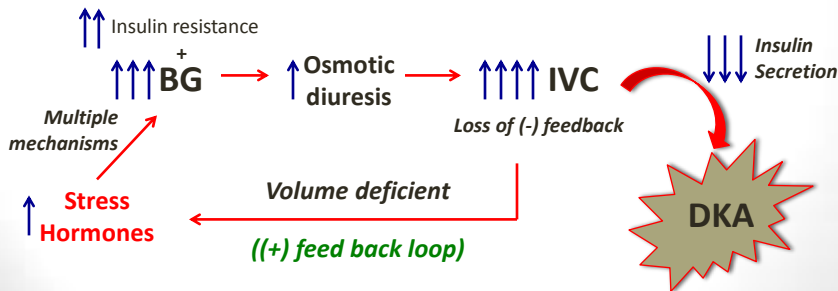 Insulin resistance
+
BG
Multiple
mechanisms
Osmotic
diuresis
IVC
Loss of (-) feedback
Insulin
Secretion
Stress
Hormones
Volume deficient
((+) feed back loop)
DKA